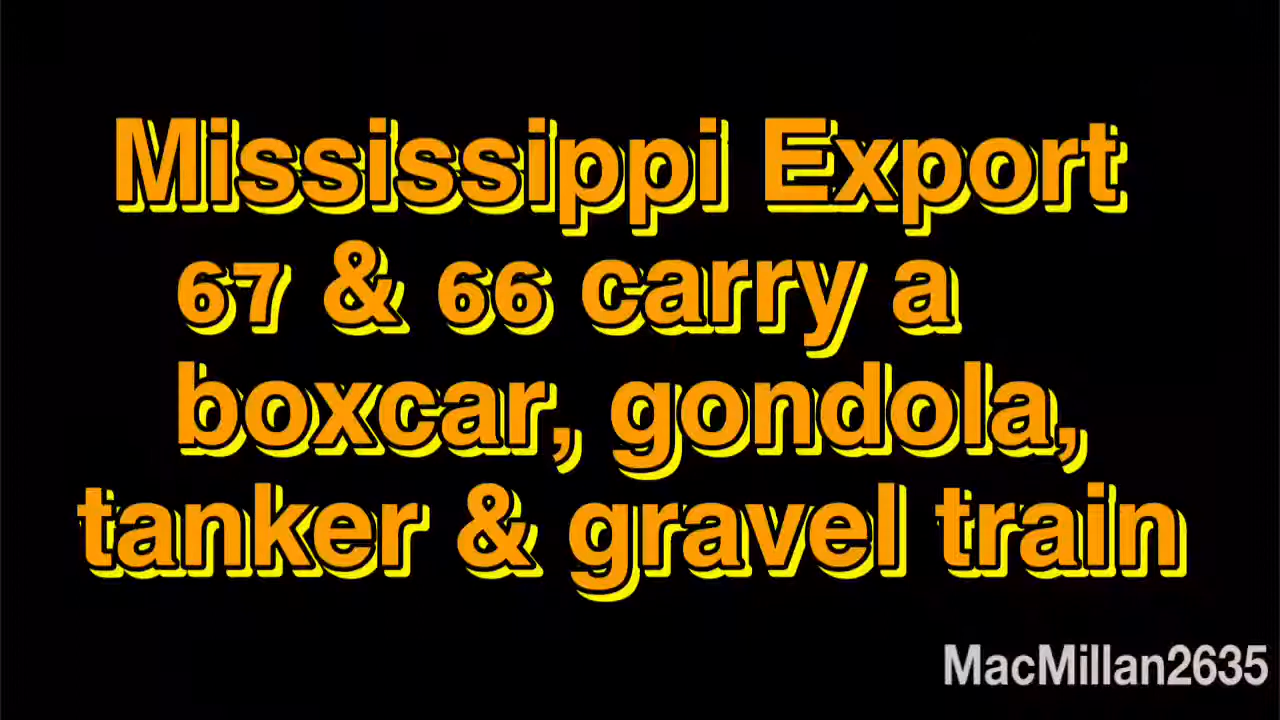 Mississippi Export
67 & 66 carry a
boxcar, gondola,
tanker & gravel train
MacMillan2635